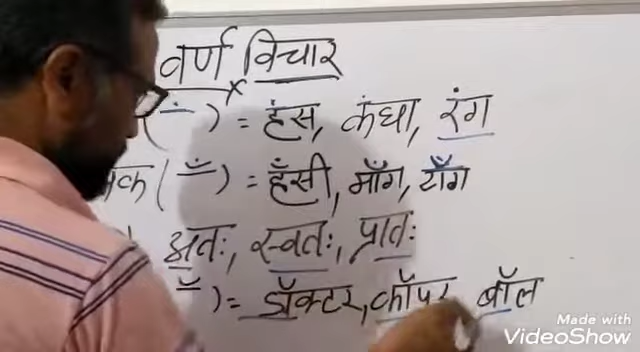 वर्ण विचार
(ं) = हंस, कंघा, रंग
(ँ) = हँसी, माँग, टाँग
अतः, स्वतः, प्रातः
ॅ) = डॉक्टर, कॉपर, बॉल
Made with
VideoShow